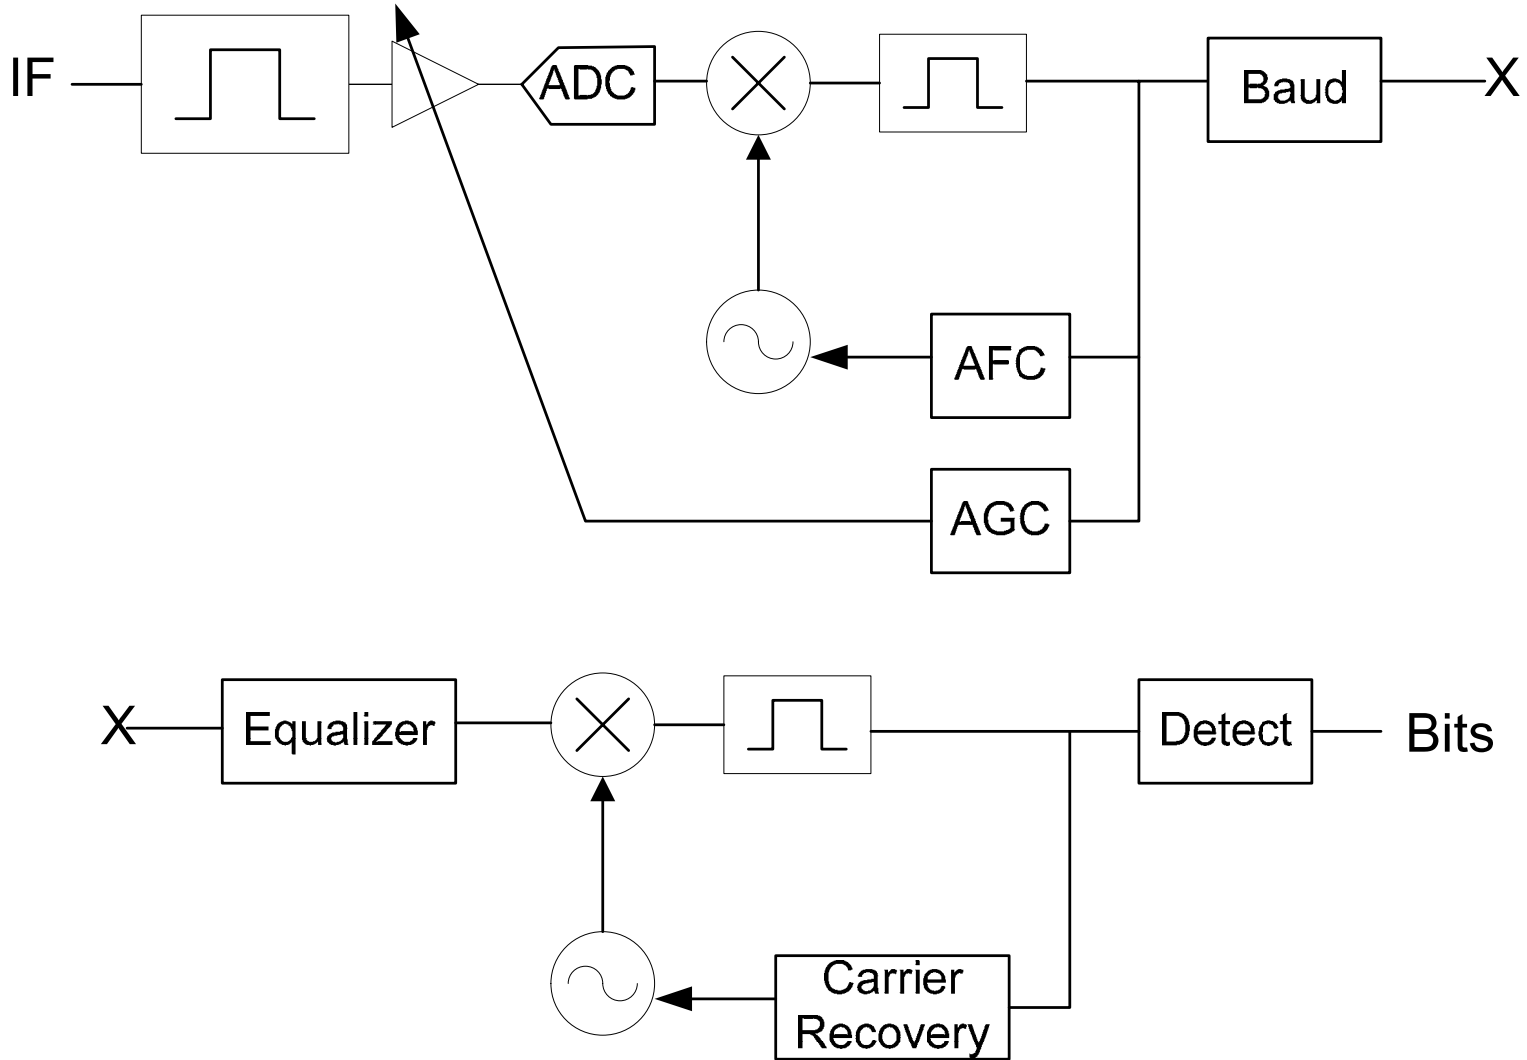 IF
ADC
Baud
X
AFC
AGC
X
Equalizer
Detect
Bits
Carrier
Recovery